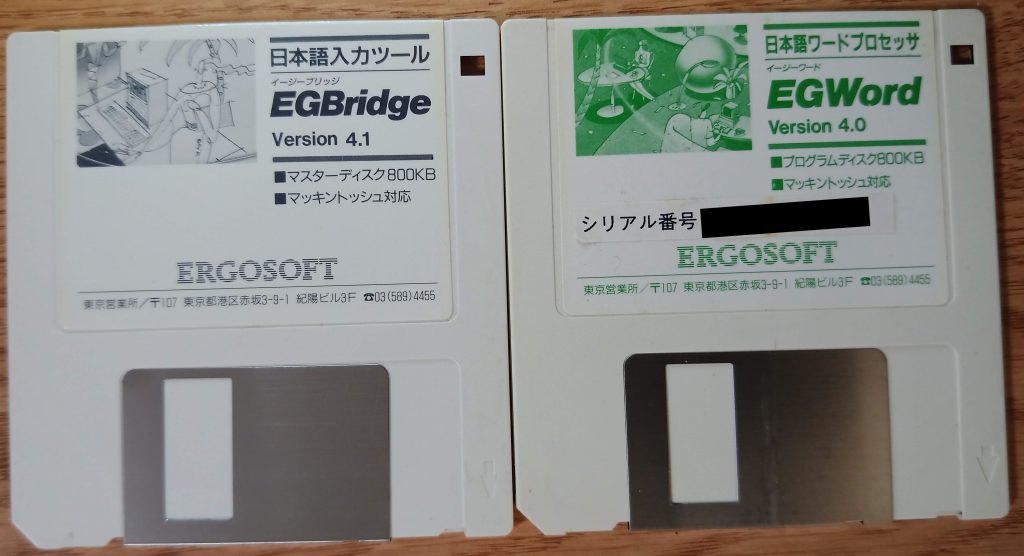 日本語入力ツール
イージーブリッジ
EGBridge
Version 4.1
■マスターディスク800KB
■マッキントッシュ対応
ERGOSOFT
東京営業所／〒107 東京都港区赤坂3-9-1 紀陽ビル3F ☎03(589)4455
日本語ワードプロセッサ
イージーワード
EGWord
Version 4.0
■プログラムディスク800KB
■マッキントッシュ対応
シリアル番号
ERGOSOFT
東京営業所／〒107 東京都港区赤坂3-9-1 紀陽ビル3F ☎03(589)4455